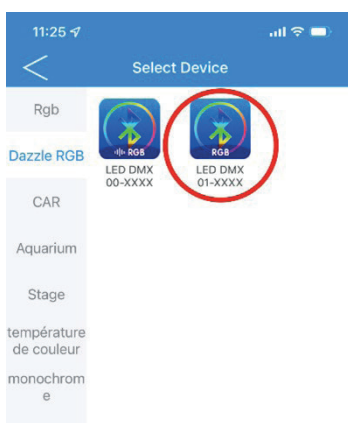 11:25
Select Device
Rgb
Dazzle RGB
CAR
Aquarium
Stage
température
de couleur
monochrom
e
RGB
LED DMX
00-XXXX
RGB
LED DMX
01-XXXX